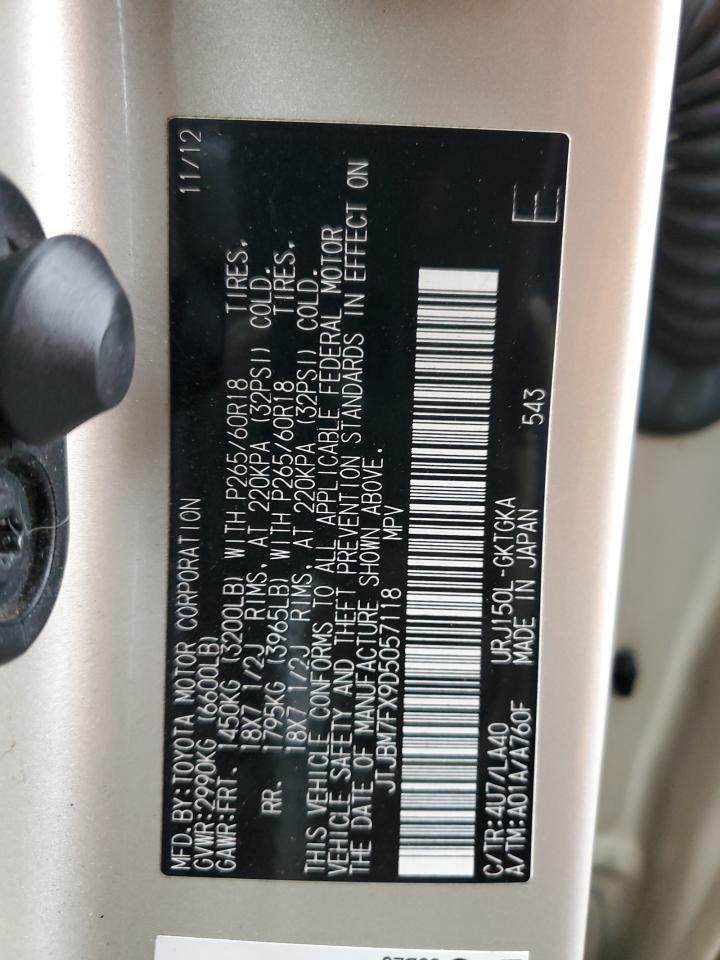 MFD.BY:TOYOTA MOTOR CORPORATION 11/12
GVWR:2990KG (6600LB)
GAWR:FRT. 1450KG (3200LB) WITH P265/60R18 TIRES,
18X7 1/2J RIMS, AT 220KPA (32PSI) COLD.
RR. 1795KG (3965LB) WITH P265/60R18 TIRES,
18X7 1/2J RIMS, AT 220KPA (32PSI) COLD.
THIS VEHICLE CONFORMS TO ALL APPLICABLE FEDERAL MOTOR
VEHICLE SAFETY AND THEFT PREVENTION STANDARDS IN EFFECT ON
THE DATE OF MANUFACTURE SHOWN ABOVE.
JTJBM7FX9D5057118 MPV
C/TR:4U7/LA40 URJ150L-GKTGKA
A/TM:A01A/A760F MADE IN JAPAN 543
E